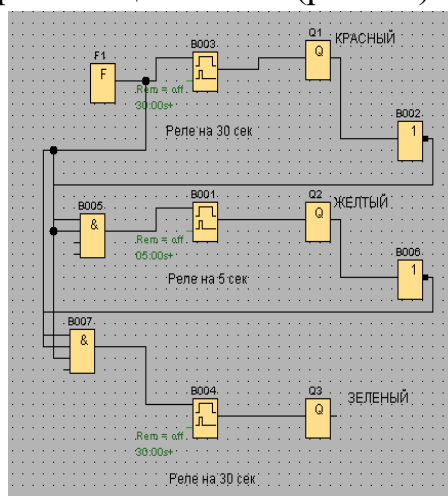 F1
F
B003
Rem = off
30:00s+
Q1
Q
КРАСНЫЙ
B002
1
Реле на 30 сек
B005
&
B001
Rem = off
05:00s+
Q2
Q
ЖЕЛТЫЙ
B006
1
Реле на 5 сек
B007
&
B004
Rem = off
30:00s+
Q3
Q
ЗЕЛЕНЫЙ
Реле на 30 сек